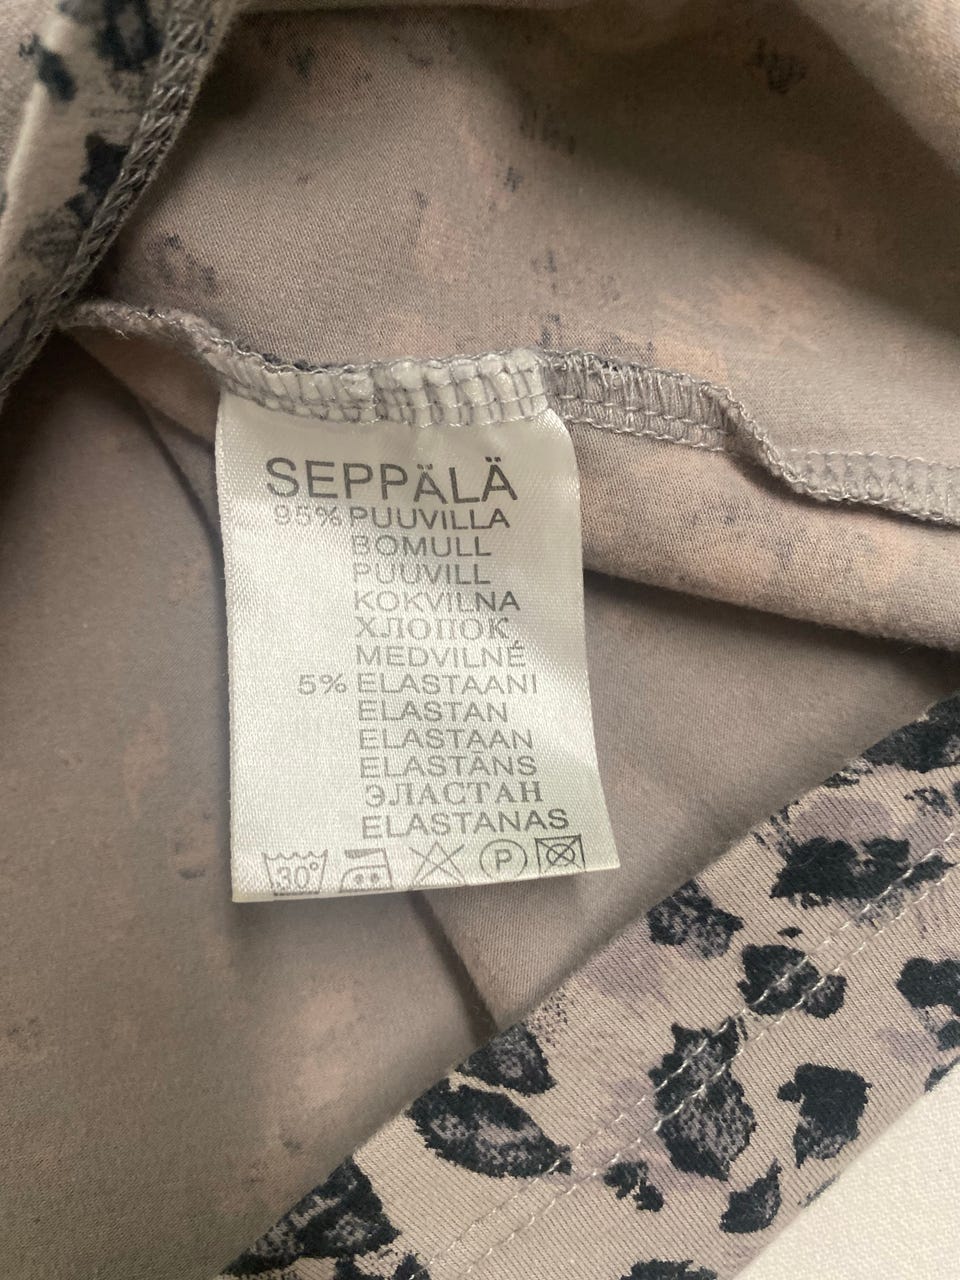 SEPPÄLÄ
95% PUUVILLA
BOMULL
PUUVILL
KOKVILNA
ХЛОПОК
MEDVILNĖ
5% ELASTAANI
ELASTAN
ELASTAAN
ELASTĀNS
ЭЛАСТАН
ELASTANAS
30° P